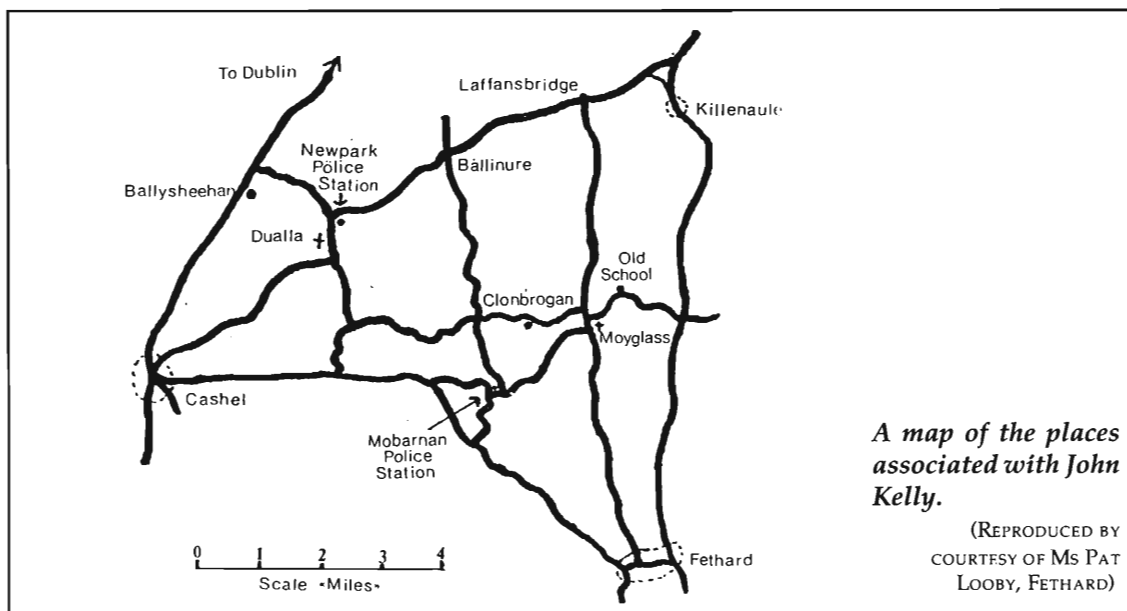 To Dublin
Laffansbridge
Killenaule
Newpark
Police
Station
Ballinure
Ballysheehan
Dualla
Old
School
Clonbrogan
Moyglass
Cashel
Mobarnan
Police
Station
Fethard
0 1 2 3 4
Scale -Miles-
A map of the places
associated with John
Kelly.
(REPRODUCED BY
COURTESY OF MS PAT
LOOBY, FETHARD)